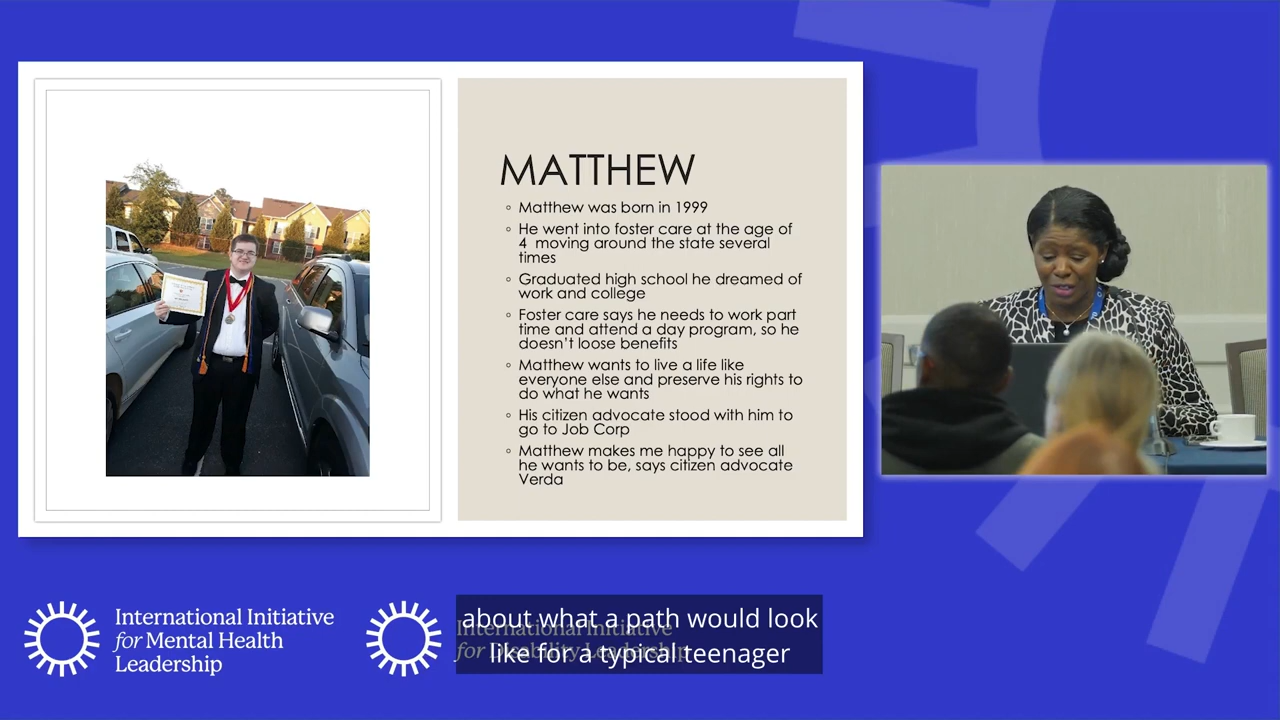 MATTHEW
◦ Matthew was born in 1999
◦ He went into foster care at the age of
4 moving around the state several
times
◦ Graduated high school he dreamed of
work and college
◦ Foster care says he needs to work part
time and attend a day program, so he
doesn't loose benefits
◦ Matthew wants to live a life like
everyone else and preserve his rights to
do what he wants
◦ His citizen advocate stood with him to
go to Job Corp
◦ Matthew makes me happy to see all
he wants to be, says citizen advocate
Verda
International Initiative
for Mental Health
Leadership
International Initiative
for Disability Leadership
about what a path would look
like for a typical teenager